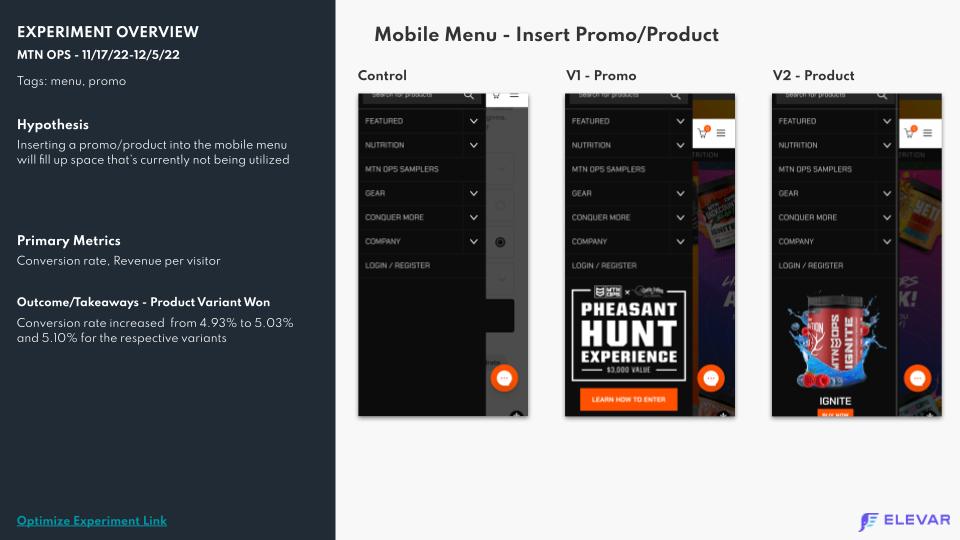 EXPERIMENT OVERVIEW
MTN OPS - 11/17/22-12/5/22
Tags: menu, promo
Hypothesis
Inserting a promo/product into the mobile menu
will fill up space that's currently not being utilized
Primary Metrics
Conversion rate, Revenue per visitor
Outcome/Takeaways - Product Variant Won
Conversion rate increased from 4.93% to 5.03%
and 5.10% for the respective variants
Optimize Experiment Link
Mobile Menu - Insert Promo/Product
Control
Search for products
FEATURED
NUTRITION
MTN OPS SAMPLERS
GEAR
CONQUER MORE
COMPANY
LOGIN / REGISTER
V1 - Promo
Search for products
FEATURED
NUTRITION
MTN OPS SAMPLERS
GEAR
CONQUER MORE
COMPANY
LOGIN / REGISTER
MTN OPS X
PHEASANT
HUNT
EXPERIENCE
$3,000 VALUE
LEARN HOW TO ENTER
V2 - Product
Search for products
FEATURED
NUTRITION
MTN OPS SAMPLERS
GEAR
CONQUER MORE
COMPANY
LOGIN / REGISTER
MTN OPS
IGNITE
IGNITE
BUY NOW
YETI
ELEVAR